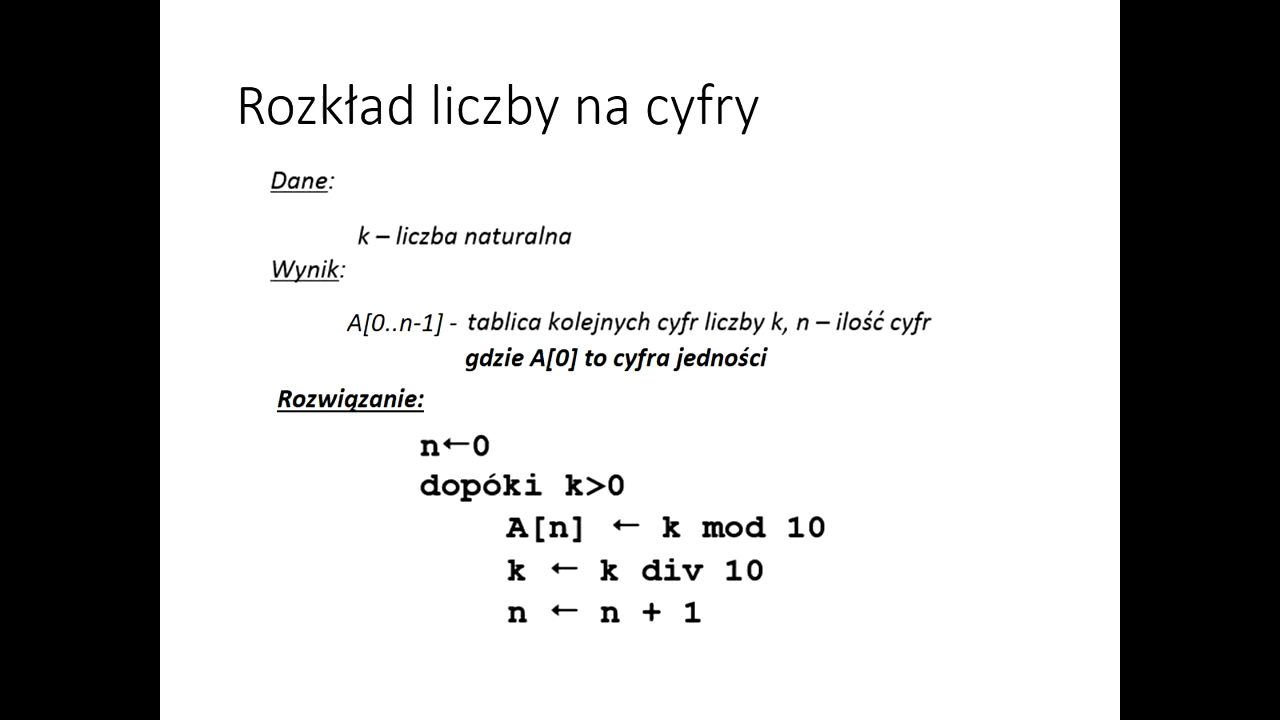 Rozkład liczby na cyfry
Dane:
k – liczba naturalna
Wynik:
A[0..n-1] - tablica kolejnych cyfr liczby k, n – ilość cyfr
gdzie A[0] to cyfra jedności
Rozwiązanie:
n←0
dopóki k>0
A[n] ← k mod 10
k ← k div 10
n ← n + 1